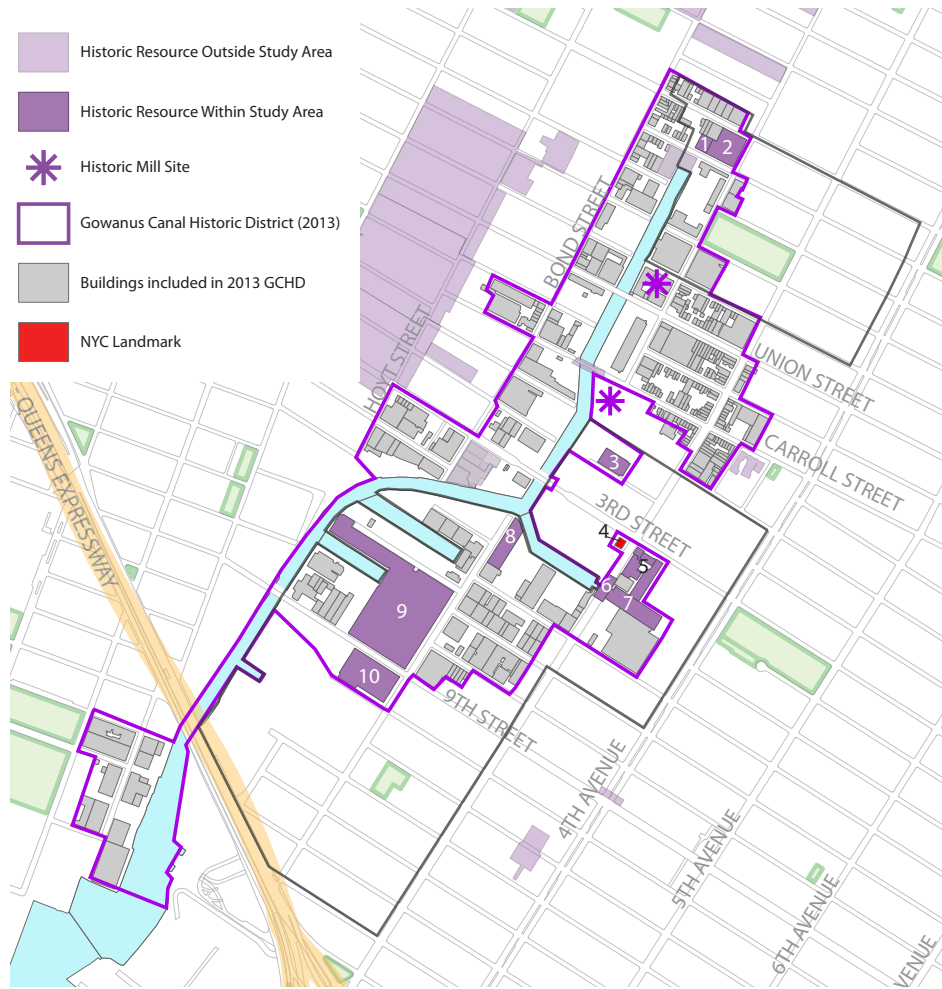 Historic Resource Outside Study Area
Historic Resource Within Study Area
Historic Mill Site
Gowanus Canal Historic District (2013)
Buildings included in 2013 GCHD
NYC Landmark
1 2
BOND STREET
HOYT STREET
UNION STREET
CARROLL STREET
3
3RD STREET
4
5
6
7
8
9
10
9TH STREET
QUEENS EXPRESSWAY
4TH AVENUE
5TH AVENUE
6TH AVENUE
VENUE